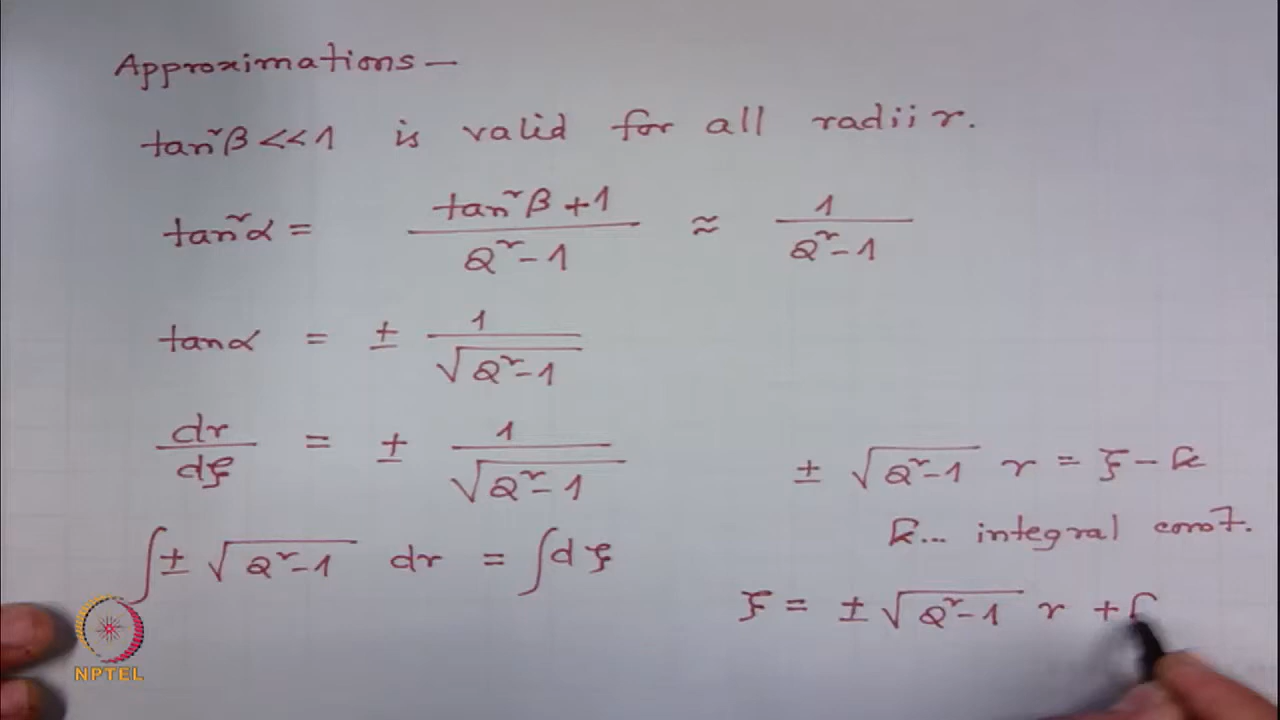 Approximations —
tan²β << 1 is valid for all radii r.
tan²α = (tan²β + 1) / (Q² - 1) ≈ 1 / (Q² - 1)
tanα = ± 1 / √(Q² - 1)
dr / dξ = ± 1 / √(Q² - 1)
∫ ± √(Q² - 1) dr = ∫ dξ
± √(Q² - 1) r = ξ - k
k... integral const.
ξ = ± √(Q² - 1) r +
NPTEL